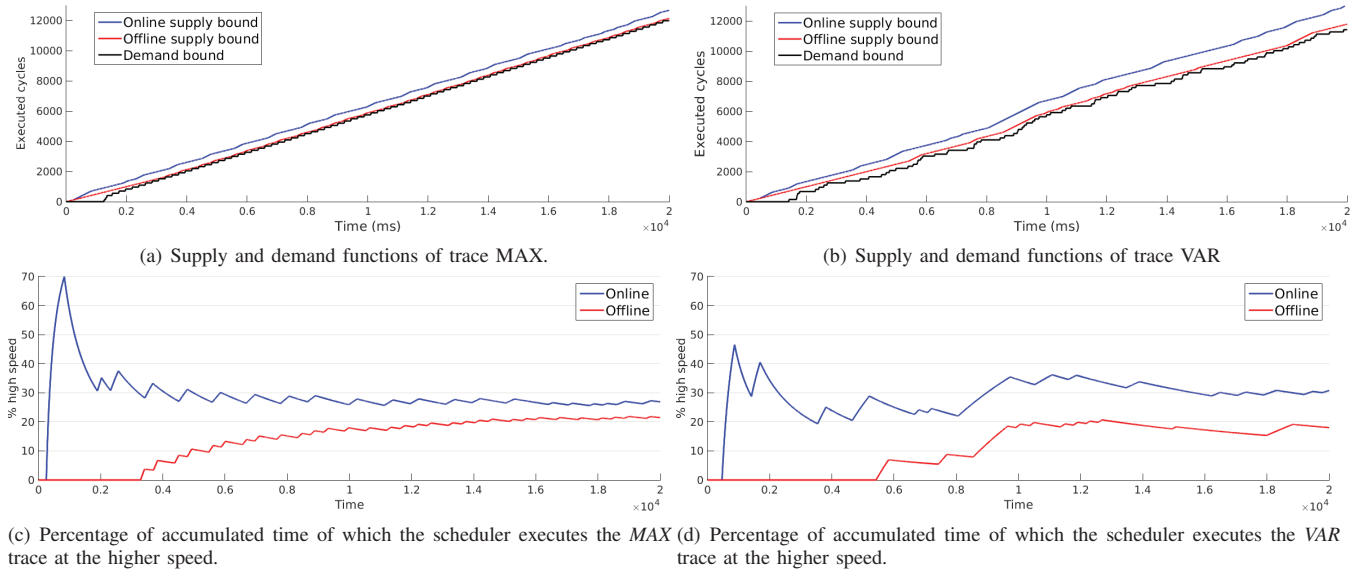 Executed cycles
12000
10000
8000
6000
4000
2000
0
Online supply bound
Offline supply bound
Demand bound
0 0.2 0.4 0.6 0.8 1 1.2 1.4 1.6 1.8 2
Time (ms)
×10⁴
(a) Supply and demand functions of trace MAX.
Executed cycles
12000
10000
8000
6000
4000
2000
0
Online supply bound
Offline supply bound
Demand bound
0 0.2 0.4 0.6 0.8 1 1.2 1.4 1.6 1.8 2
Time (ms)
×10⁴
(b) Supply and demand functions of trace VAR
% high speed
70
60
50
40
30
20
10
0
Online
Offline
0 0.2 0.4 0.6 0.8 1 1.2 1.4 1.6 1.8 2
Time
×10⁴
(c) Percentage of accumulated time of which the scheduler executes the MAX
trace at the higher speed.
% high speed
70
60
50
40
30
20
10
0
Online
Offline
0 0.2 0.4 0.6 0.8 1 1.2 1.4 1.6 1.8 2
Time
×10⁴
(d) Percentage of accumulated time of which the scheduler executes the VAR
trace at the higher speed.